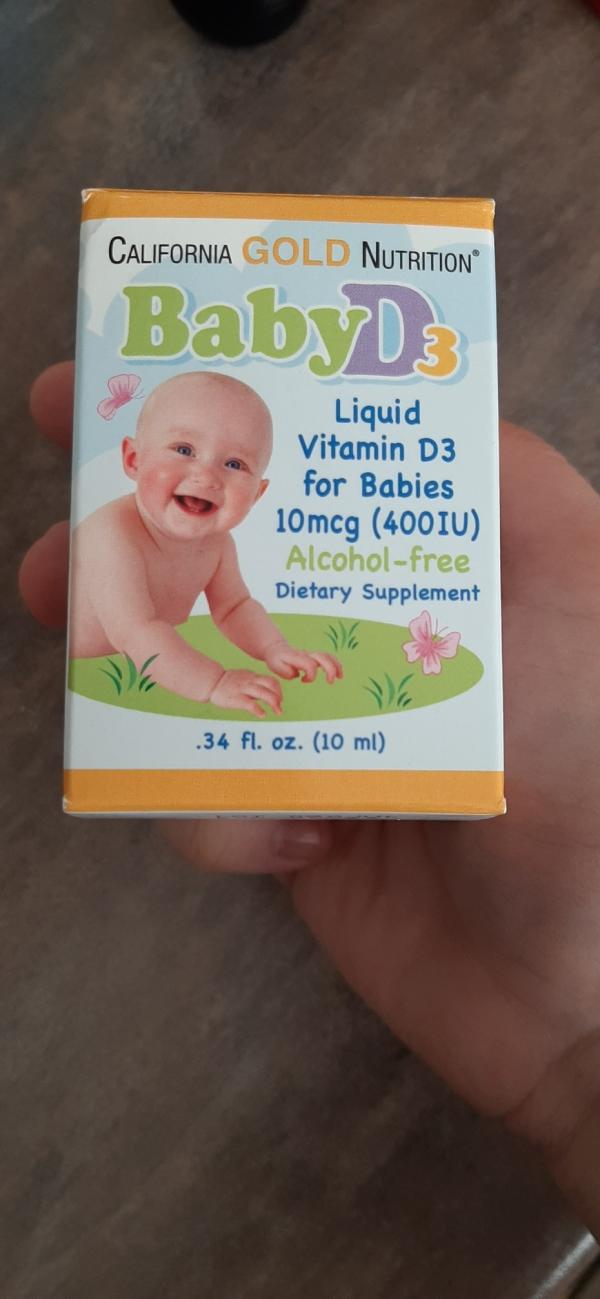 CALIFORNIA GOLD NUTRITION®
BabyD3
Liquid
Vitamin D3
for Babies
10mcg (400IU)
Alcohol-free
Dietary Supplement
.34 fl. oz. (10 ml)